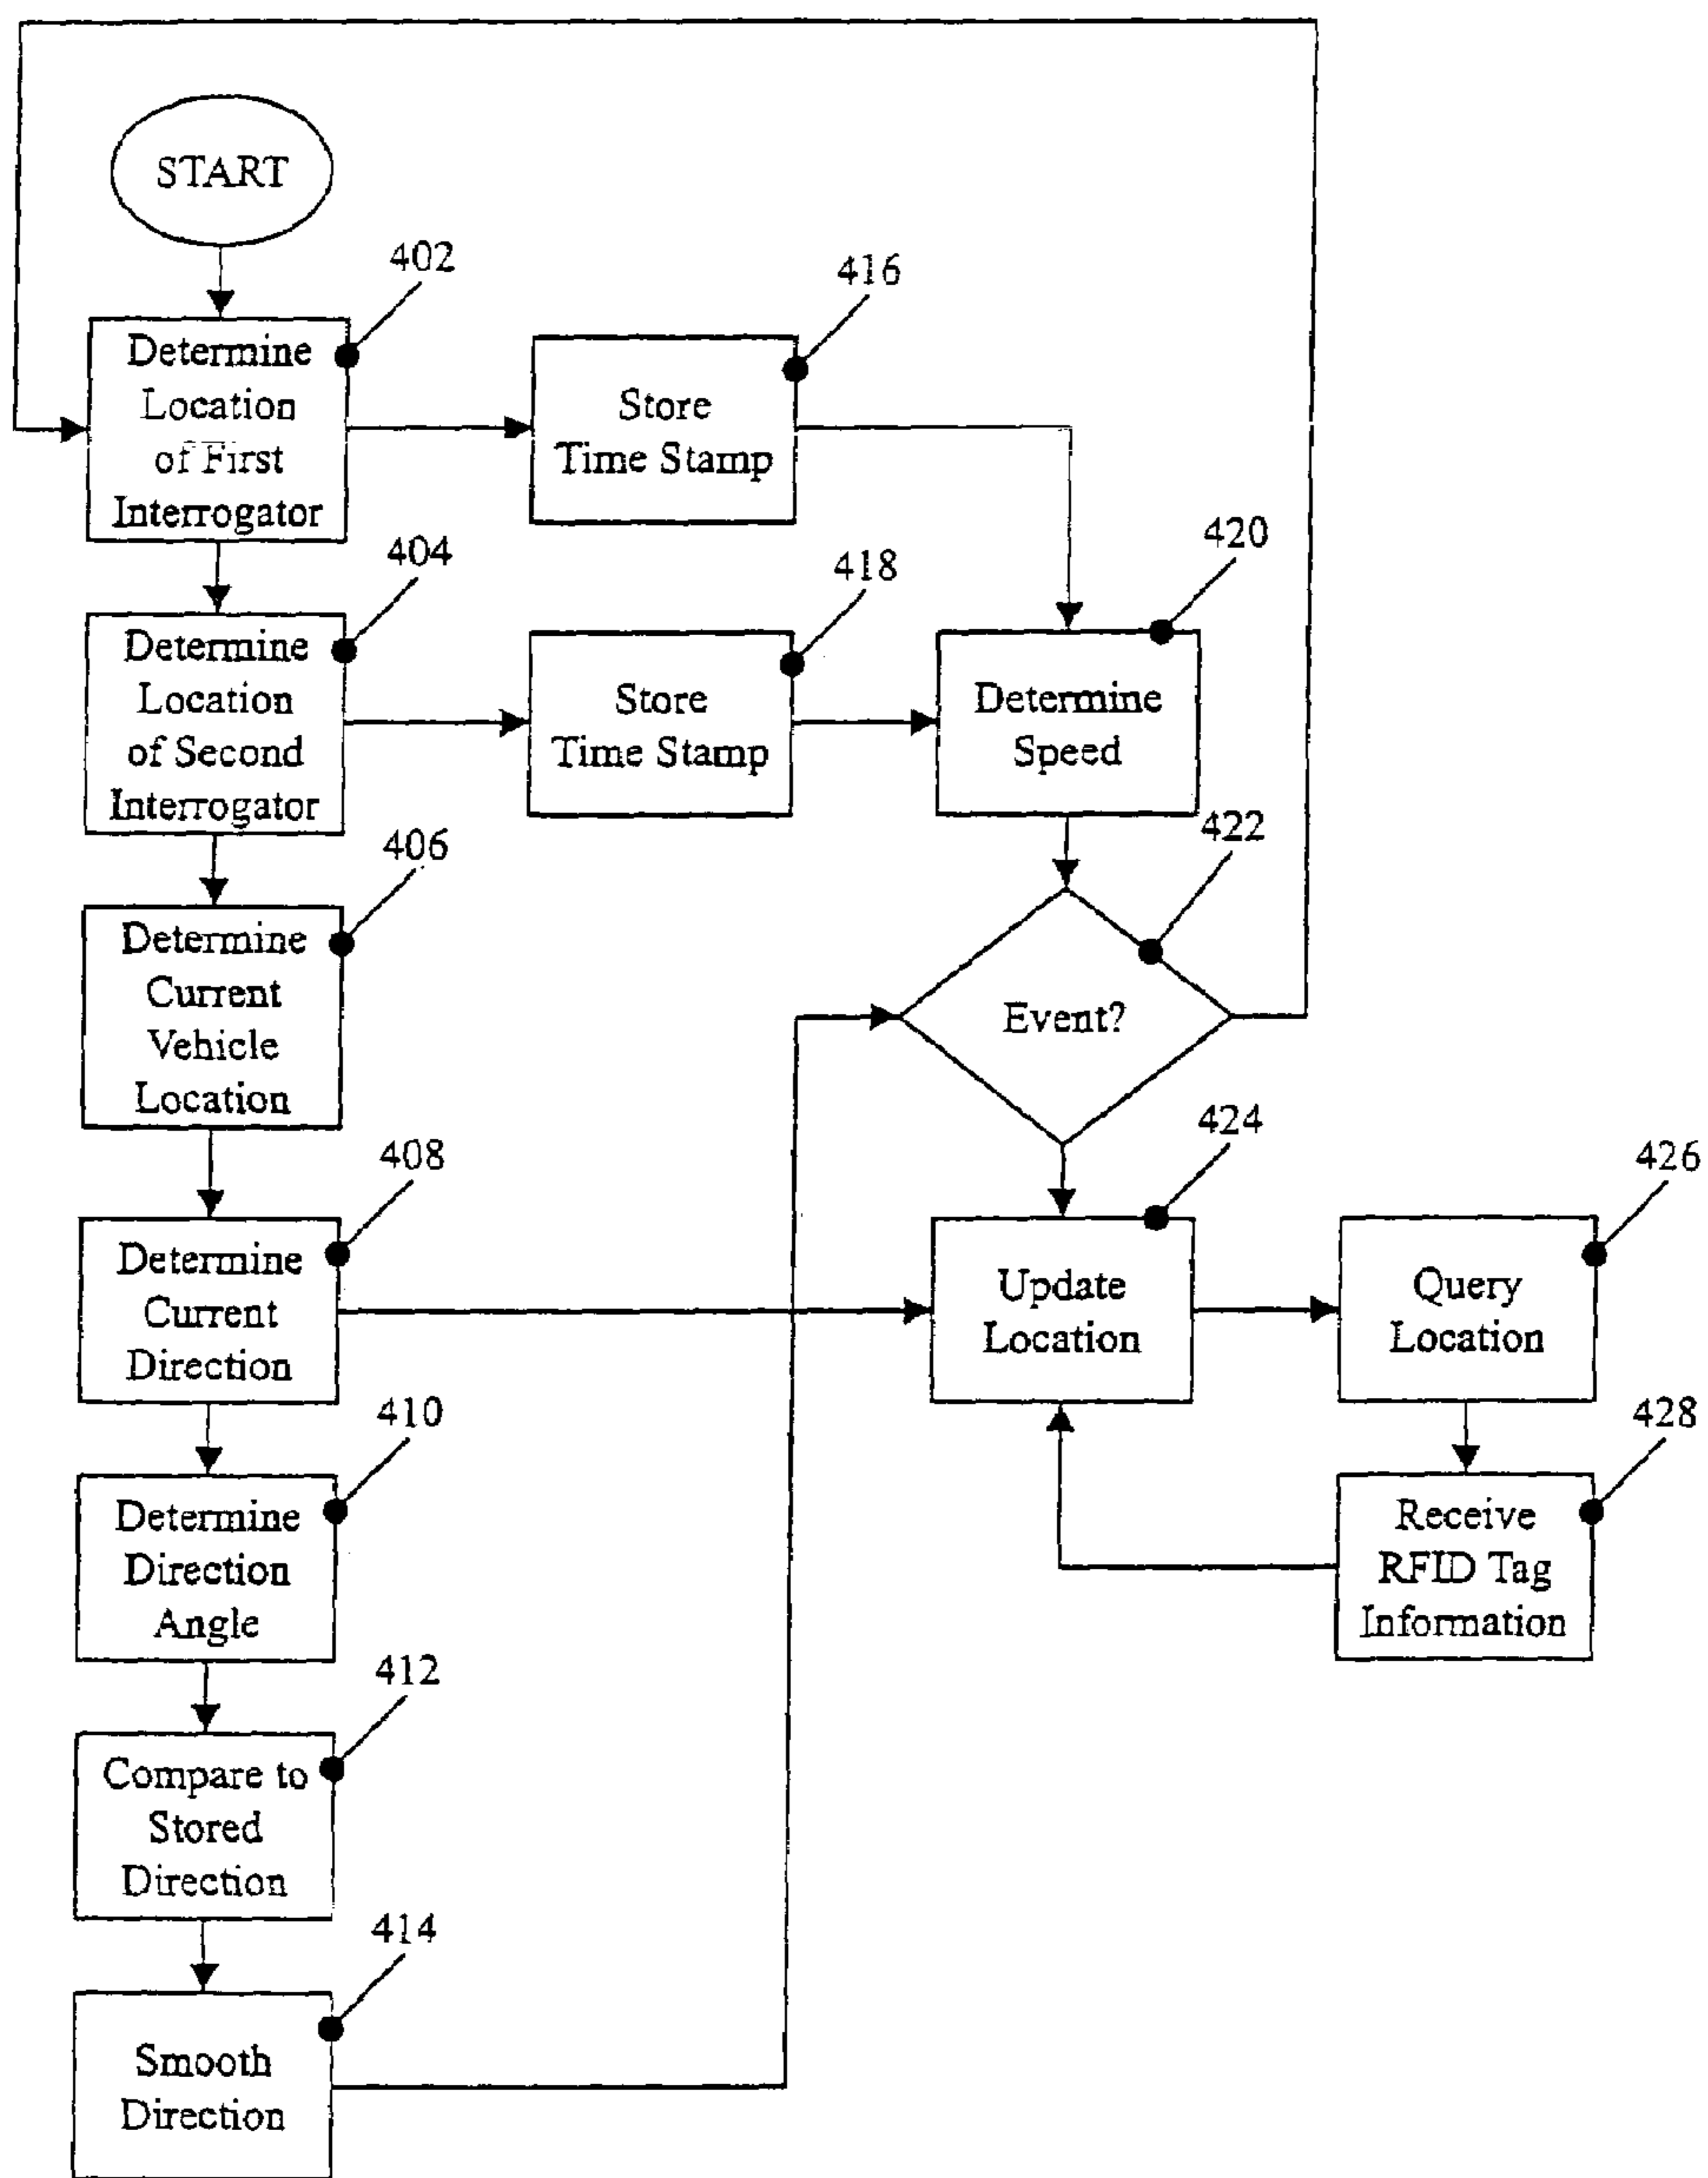 START
402
Determine
Location
of First
Interrogator
416
Store
Time Stamp
404
Determine
Location
of Second
Interrogator
418
Store
Time Stamp
420
Determine
Speed
406
Determine
Current
Vehicle
Location
422
Event?
408
Determine
Current
Direction
424
Update
Location
426
Query
Location
410
Determine
Direction
Angle
428
Receive
RFID Tag
Information
412
Compare to
Stored
Direction
414
Smooth
Direction